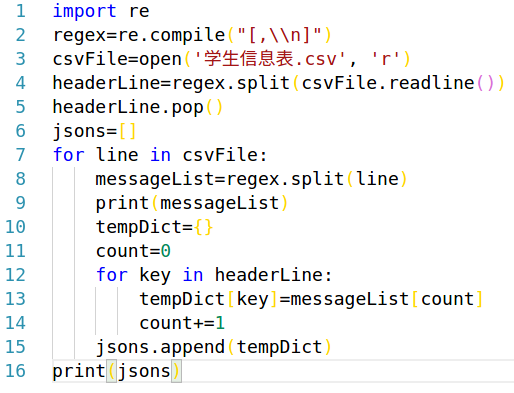 1 import re
2 regex=re.compile("[,\\n]")
3 csvFile=open('学生信息表.csv', 'r')
4 headerLine=regex.split(csvFile.readline())
5 headerLine.pop()
6 jsons=[]
7 for line in csvFile:
8     messageList=regex.split(line)
9     print(messageList)
10     tempDict={}
11     count=0
12     for key in headerLine:
13         tempDict[key]=messageList[count]
14         count+=1
15     jsons.append(tempDict)
16 print(jsons)